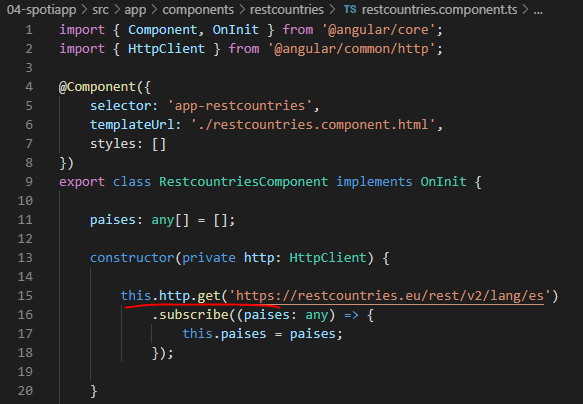 04-spotiapp > src > app > components > restcountries > TS restcountries.component.ts > ...
1 import { Component, OnInit } from '@angular/core';
2 import { HttpClient } from '@angular/common/http';
3
4 @Component({
5 selector: 'app-restcountries',
6 templateUrl: './restcountries.component.html',
7 styles: []
8 })
9 export class RestcountriesComponent implements OnInit {
10
11 paises: any[] = [];
12
13 constructor(private http: HttpClient) {
14
15 this.http.get('https://restcountries.eu/rest/v2/lang/es')
16 .subscribe((paises: any) => {
17 this.paises = paises;
18 });
19
20 }